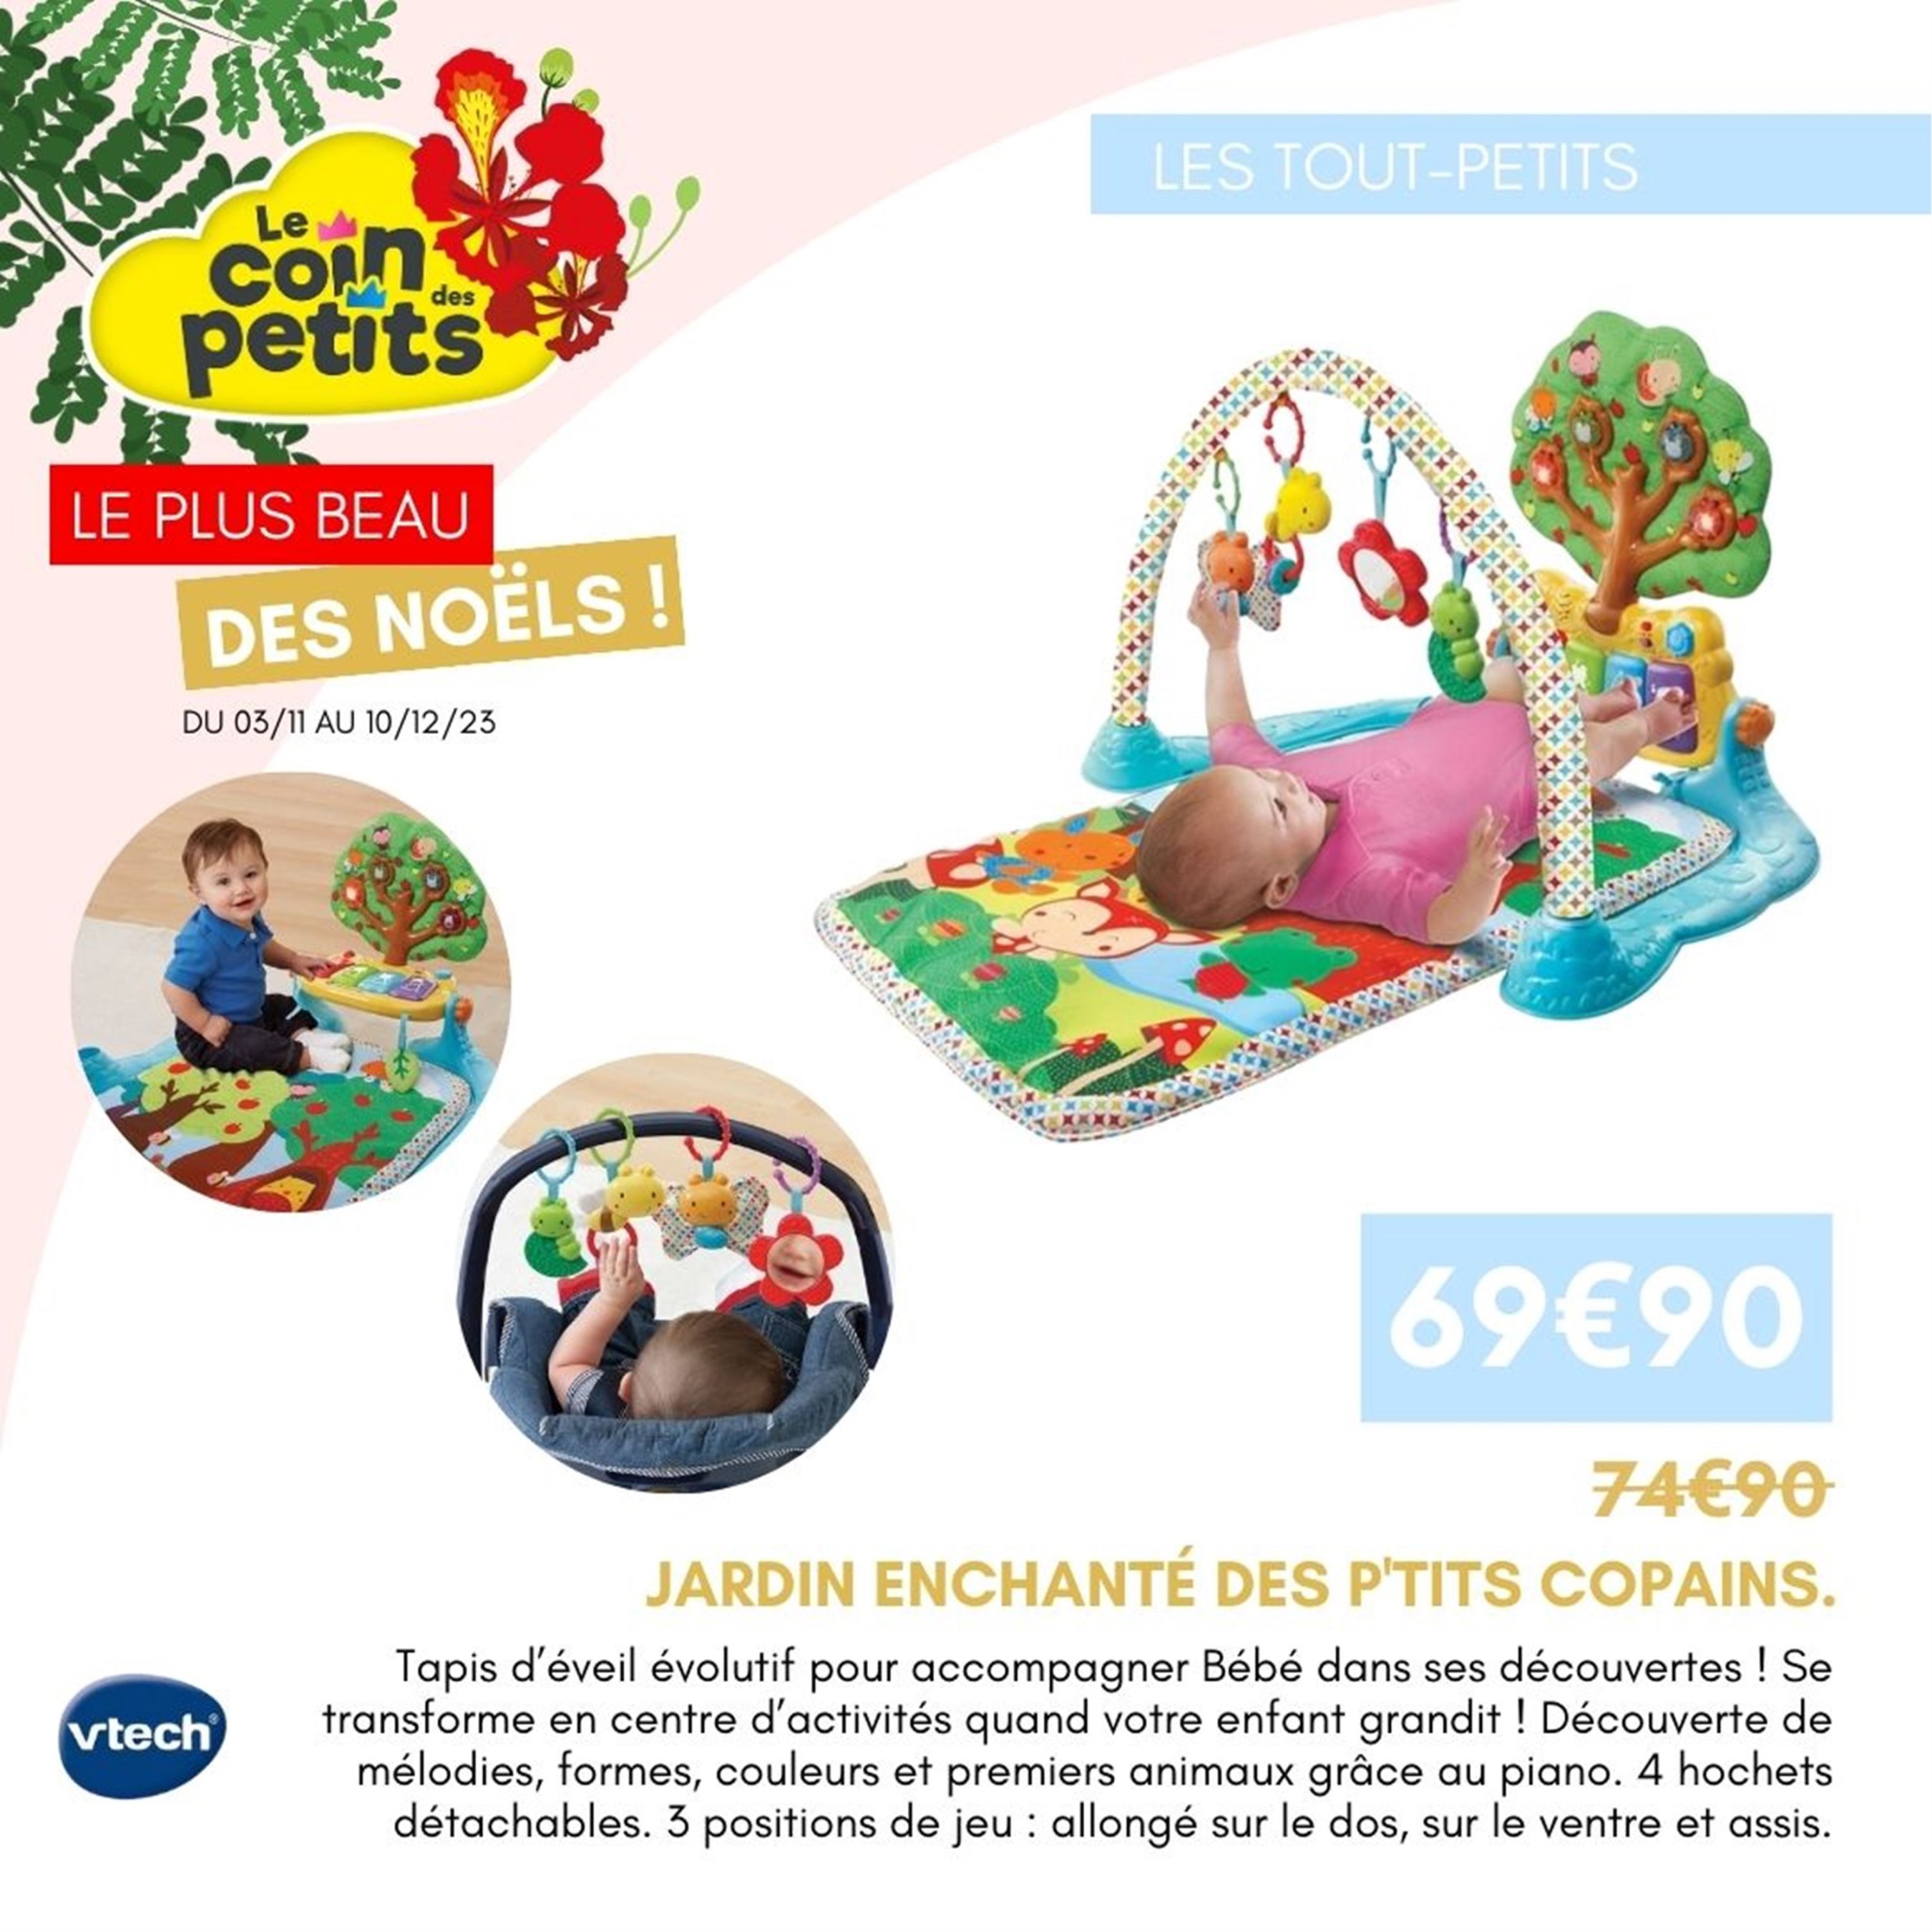 Le
coin
des
petits
LE PLUS BEAU
DES NOËLS !
DU 03/11 AU 10/12/23
LES TOUT-PETITS
69€90
74€90
JARDIN ENCHANTÉ DES P'TITS COPAINS.
Tapis d'éveil évolutif pour accompagner Bébé dans ses découvertes ! Se
transforme en centre d'activités quand votre enfant grandit ! Découverte de
mélodies, formes, couleurs et premiers animaux grâce au piano. 4 hochets
détachables. 3 positions de jeu : allongé sur le dos, sur le ventre et assis.
vtech®